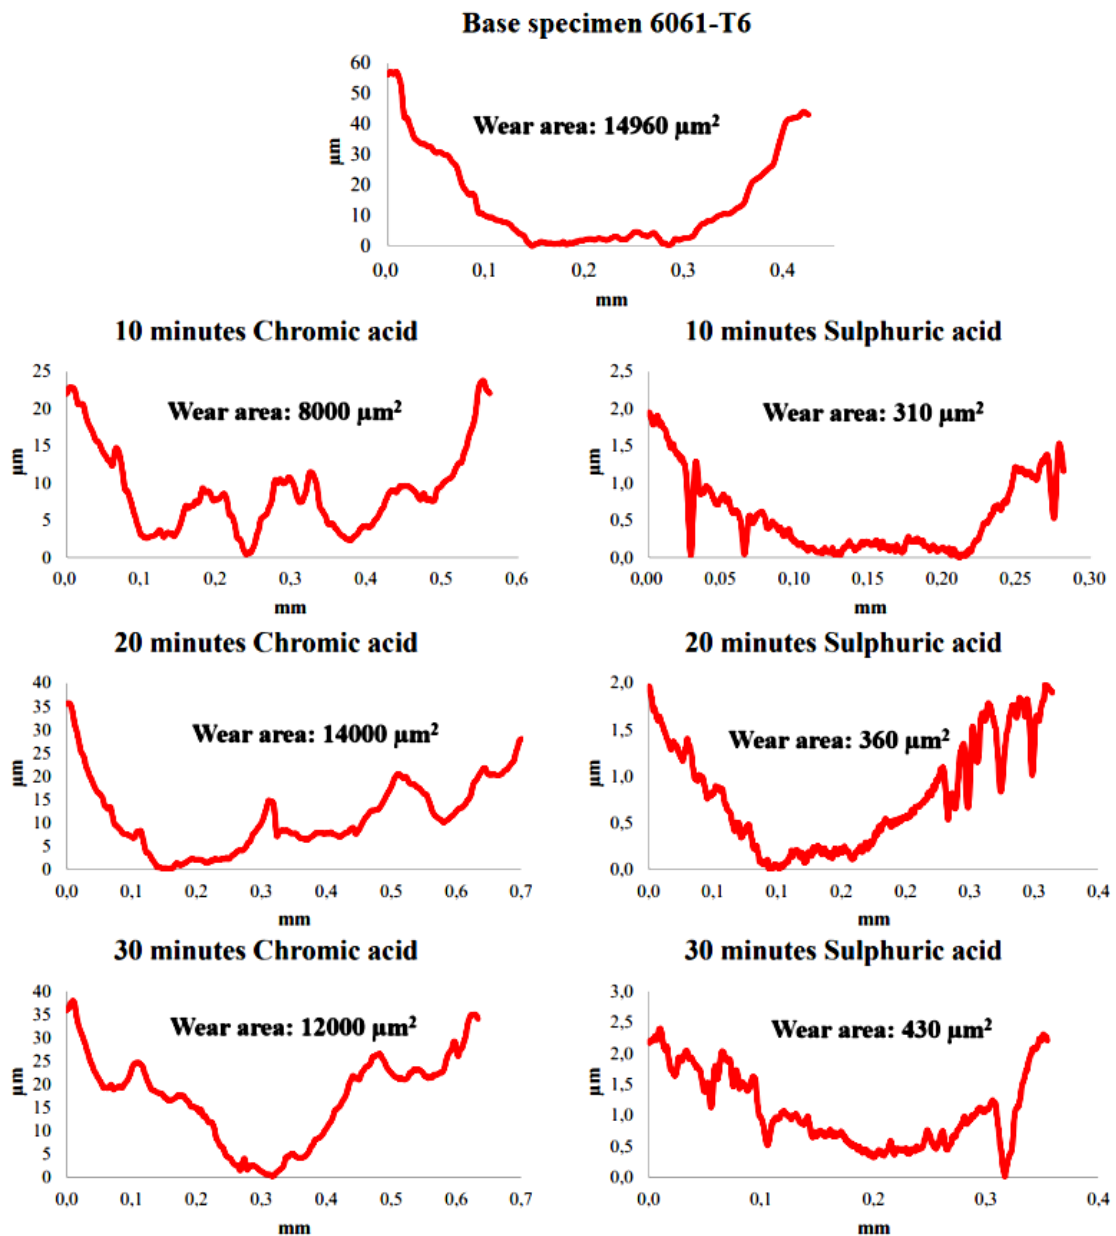 Base specimen 6061-T6
60
50
40
30
20
10
0
μm
Wear area: 14960 μm²
0,0 0,1 0,2 0,3 0,4
mm
10 minutes Chromic acid
25
20
15
10
5
0
μm
Wear area: 8000 μm²
0,0 0,1 0,2 0,3 0,4 0,5 0,6
mm
10 minutes Sulphuric acid
2,5
2,0
1,5
1,0
0,5
0,0
μm
Wear area: 310 μm²
0,00 0,05 0,10 0,15 0,20 0,25 0,30
mm
20 minutes Chromic acid
40
35
30
25
20
15
10
5
0
μm
Wear area: 14000 μm²
0,0 0,1 0,2 0,3 0,4 0,5 0,6 0,7
mm
20 minutes Sulphuric acid
2,0
1,5
1,0
0,5
0,0
μm
Wear area: 360 μm²
0,0 0,1 0,1 0,2 0,2 0,3 0,3 0,4
mm
30 minutes Chromic acid
40
35
30
25
20
15
10
5
0
μm
Wear area: 12000 μm²
0,0 0,1 0,2 0,3 0,4 0,5 0,6 0,7
mm
30 minutes Sulphuric acid
3,0
2,5
2,0
1,5
1,0
0,5
0,0
μm
Wear area: 430 μm²
0,0 0,1 0,2 0,3 0,4
mm